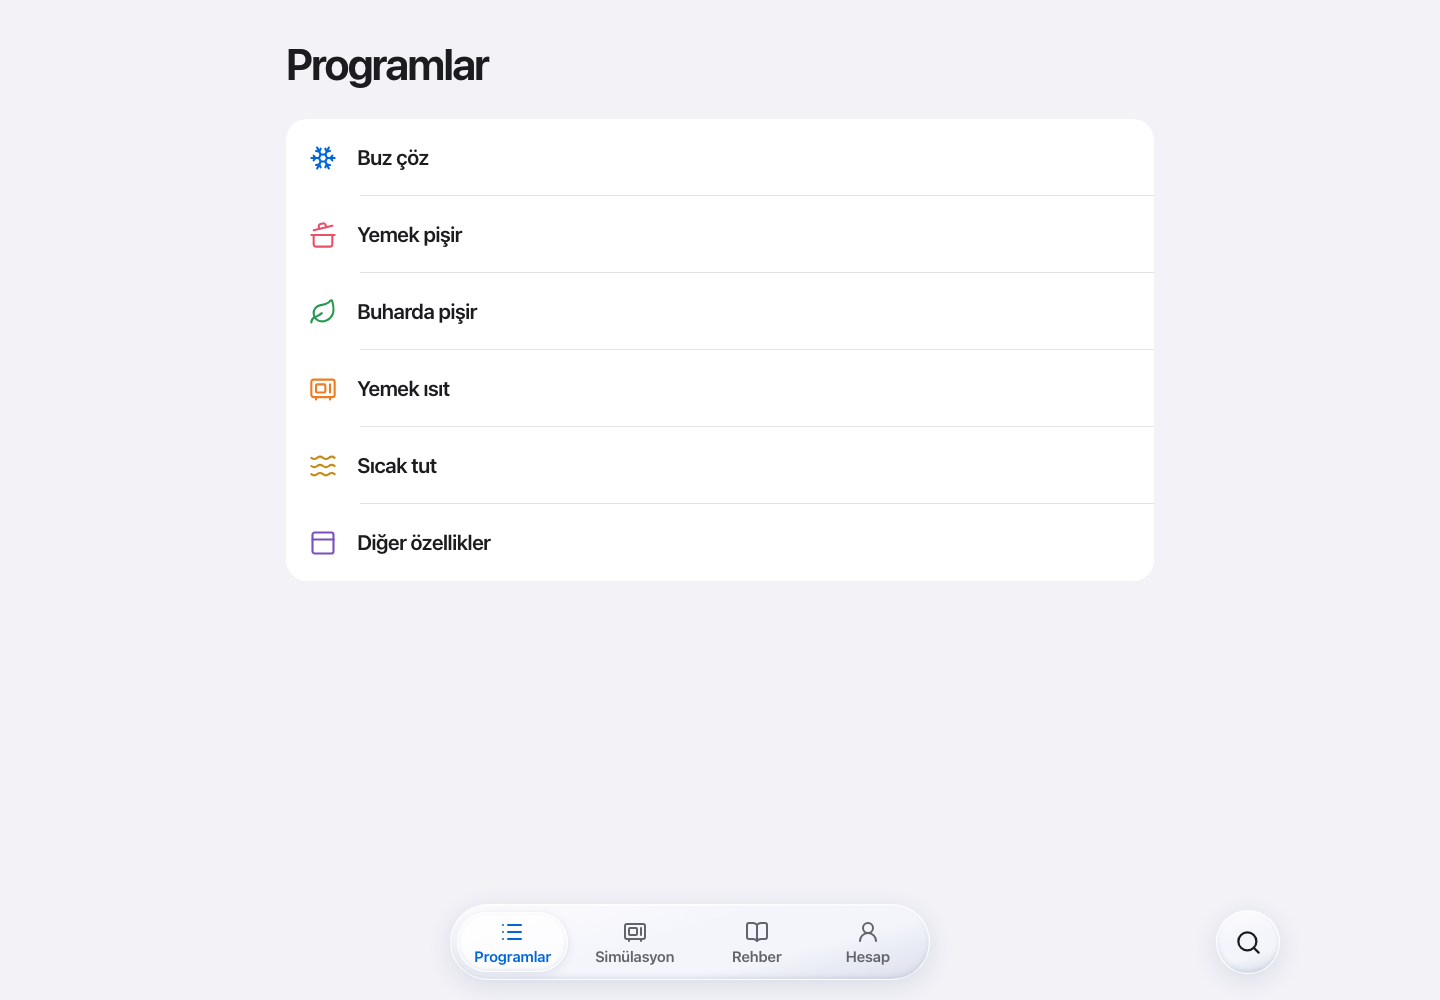 Programlar
Buz çöz
Yemek pişir
Buharda pişir
Yemek ısıt
Sıcak tut
Diğer özellikler
Programlar
Simülasyon
Rehber
Hesap